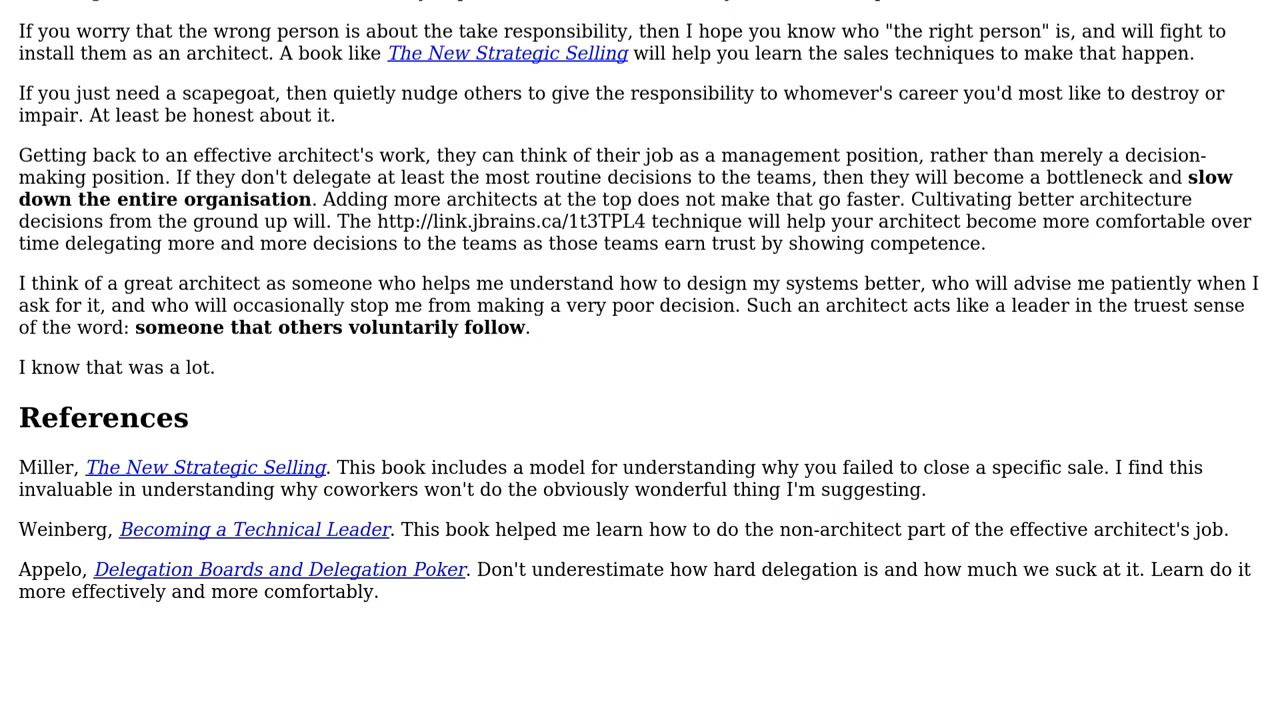 If you worry that the wrong person is about the take responsibility, then I hope you know who "the right person" is, and will fight to
install them as an architect. A book like The New Strategic Selling will help you learn the sales techniques to make that happen.
If you just need a scapegoat, then quietly nudge others to give the responsibility to whomever's career you'd most like to destroy or
impair. At least be honest about it.
Getting back to an effective architect's work, they can think of their job as a management position, rather than merely a decision-
making position. If they don't delegate at least the most routine decisions to the teams, then they will become a bottleneck and slow
down the entire organisation. Adding more architects at the top does not make that go faster. Cultivating better architecture
decisions from the ground up will. The http://link.jbrains.ca/1t3TPL4 technique will help your architect become more comfortable over
time delegating more and more decisions to the teams as those teams earn trust by showing competence.
I think of a great architect as someone who helps me understand how to design my systems better, who will advise me patiently when I
ask for it, and who will occasionally stop me from making a very poor decision. Such an architect acts like a leader in the truest sense
of the word: someone that others voluntarily follow.
I know that was a lot.
References
Miller, The New Strategic Selling. This book includes a model for understanding why you failed to close a specific sale. I find this
invaluable in understanding why coworkers won't do the obviously wonderful thing I'm suggesting.
Weinberg, Becoming a Technical Leader. This book helped me learn how to do the non-architect part of the effective architect's job.
Appelo, Delegation Boards and Delegation Poker. Don't underestimate how hard delegation is and how much we suck at it. Learn do it
more effectively and more comfortably.